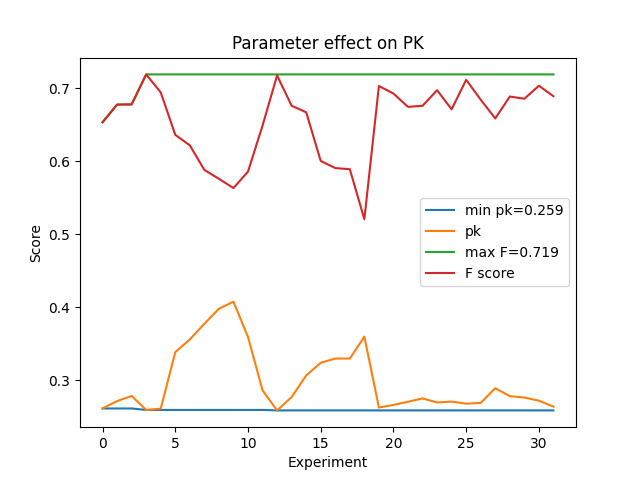 Parameter effect on PK
Score
0.7
0.6
0.5
0.4
0.3
min pk=0.259
pk
max F=0.719
F score
0 5 10 15 20 25 30
Experiment